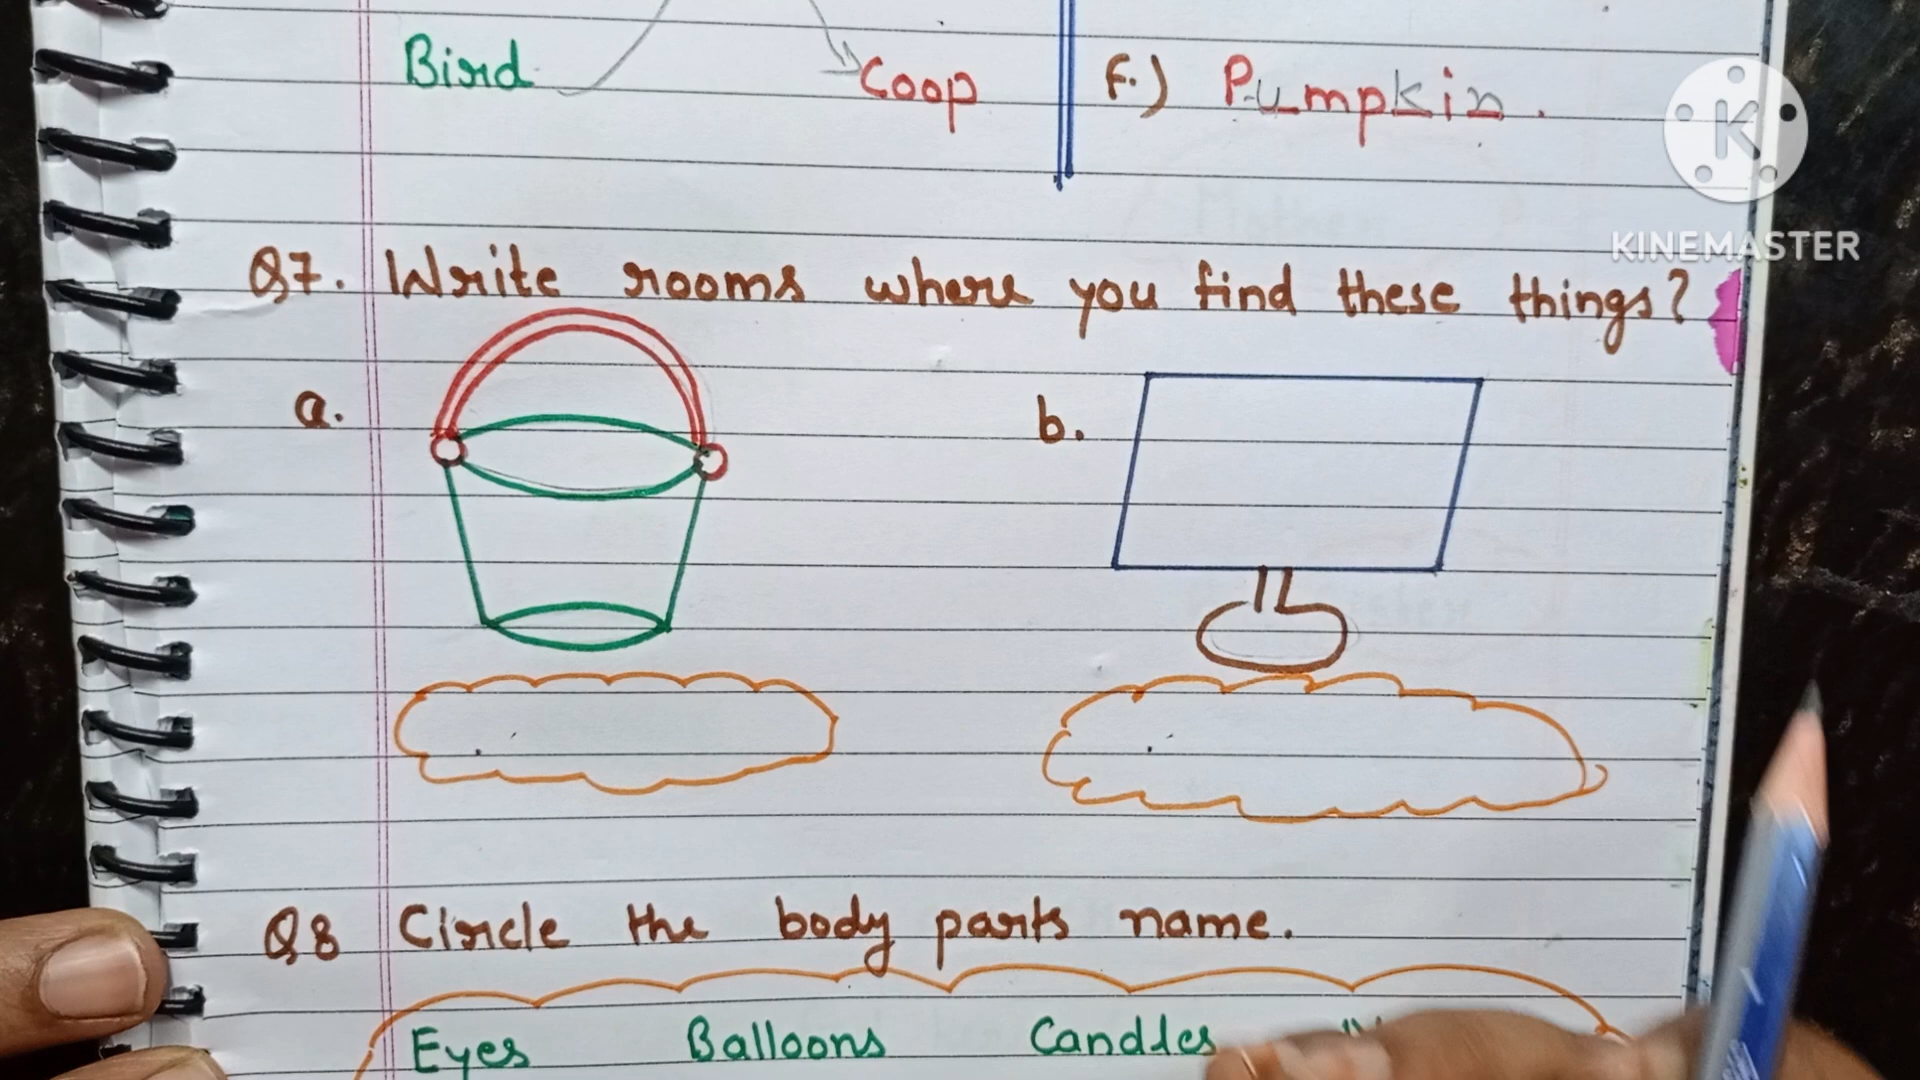 Bird
Coop
F.) Pumpkin.
K
KINEMASTER
Q7. Write rooms where you find these things?
a.
b.
Q8 Circle the body parts name.
Eyes Balloons Candles